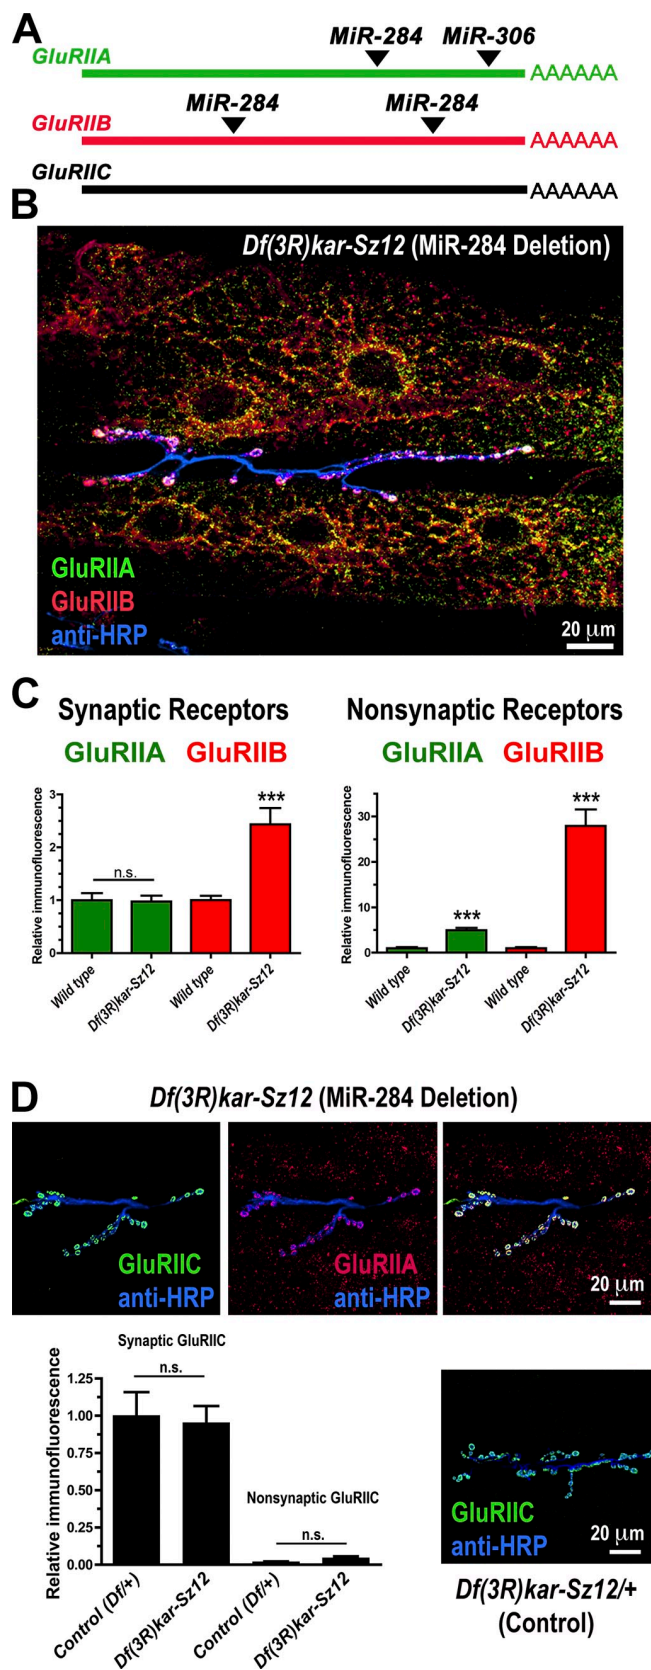 A
MiR-284 MiR-306
GluRIIA
AAAAAA
MiR-284 MiR-284
GluRIIB
AAAAAA
GluRIIC
AAAAAA
B
Df(3R)kar-Sz12 (MiR-284 Deletion)
GluRIIA
GluRIIB
anti-HRP
20 μm
C
Synaptic Receptors
GluRIIA GluRIIB
Relative immunofluorescence
3
2
1
0
n.s.
***
Wild type
Df(3R)kar-Sz12
Wild type
Df(3R)kar-Sz12
Nonsynaptic Receptors
GluRIIA GluRIIB
Relative immunofluorescence
30
20
10
0
***
***
Wild type
Df(3R)kar-Sz12
Wild type
Df(3R)kar-Sz12
D
Df(3R)kar-Sz12 (MiR-284 Deletion)
GluRIIC
anti-HRP
GluRIIA
anti-HRP
20 μm
Synaptic GluRIIC
Relative immunofluorescence
1.25
1.00
0.75
0.50
0.25
0.00
n.s.
Nonsynaptic GluRIIC
n.s.
Control (Df/+)
Df(3R)kar-Sz12
Control (Df/+)
Df(3R)kar-Sz12
GluRIIC
anti-HRP
20 μm
Df(3R)kar-Sz12/+
(Control)